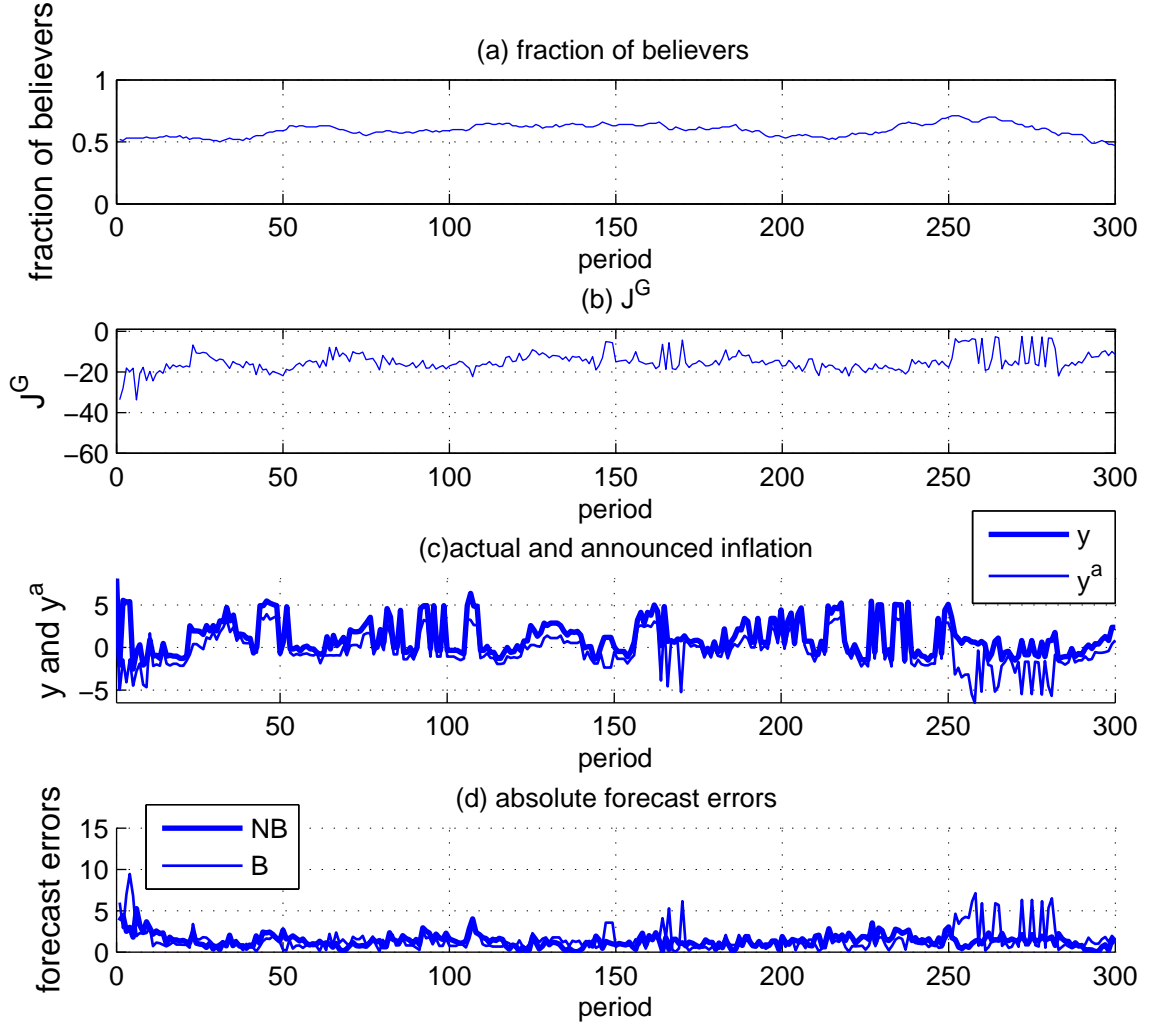 (a) fraction of believers
fraction of believers
1
0.5
0
0 50 100 150 200 250 300
period
(b) J^G
J^G
0
−20
−40
−60
0 50 100 150 200 250 300
period
(c)actual and announced inflation
y
y^a
y and y^a
5
0
−5
50 100 150 200 250 300
period
(d) absolute forecast errors
forecast errors
NB
B
15
10
5
0
0 50 100 150 200 250 300
period